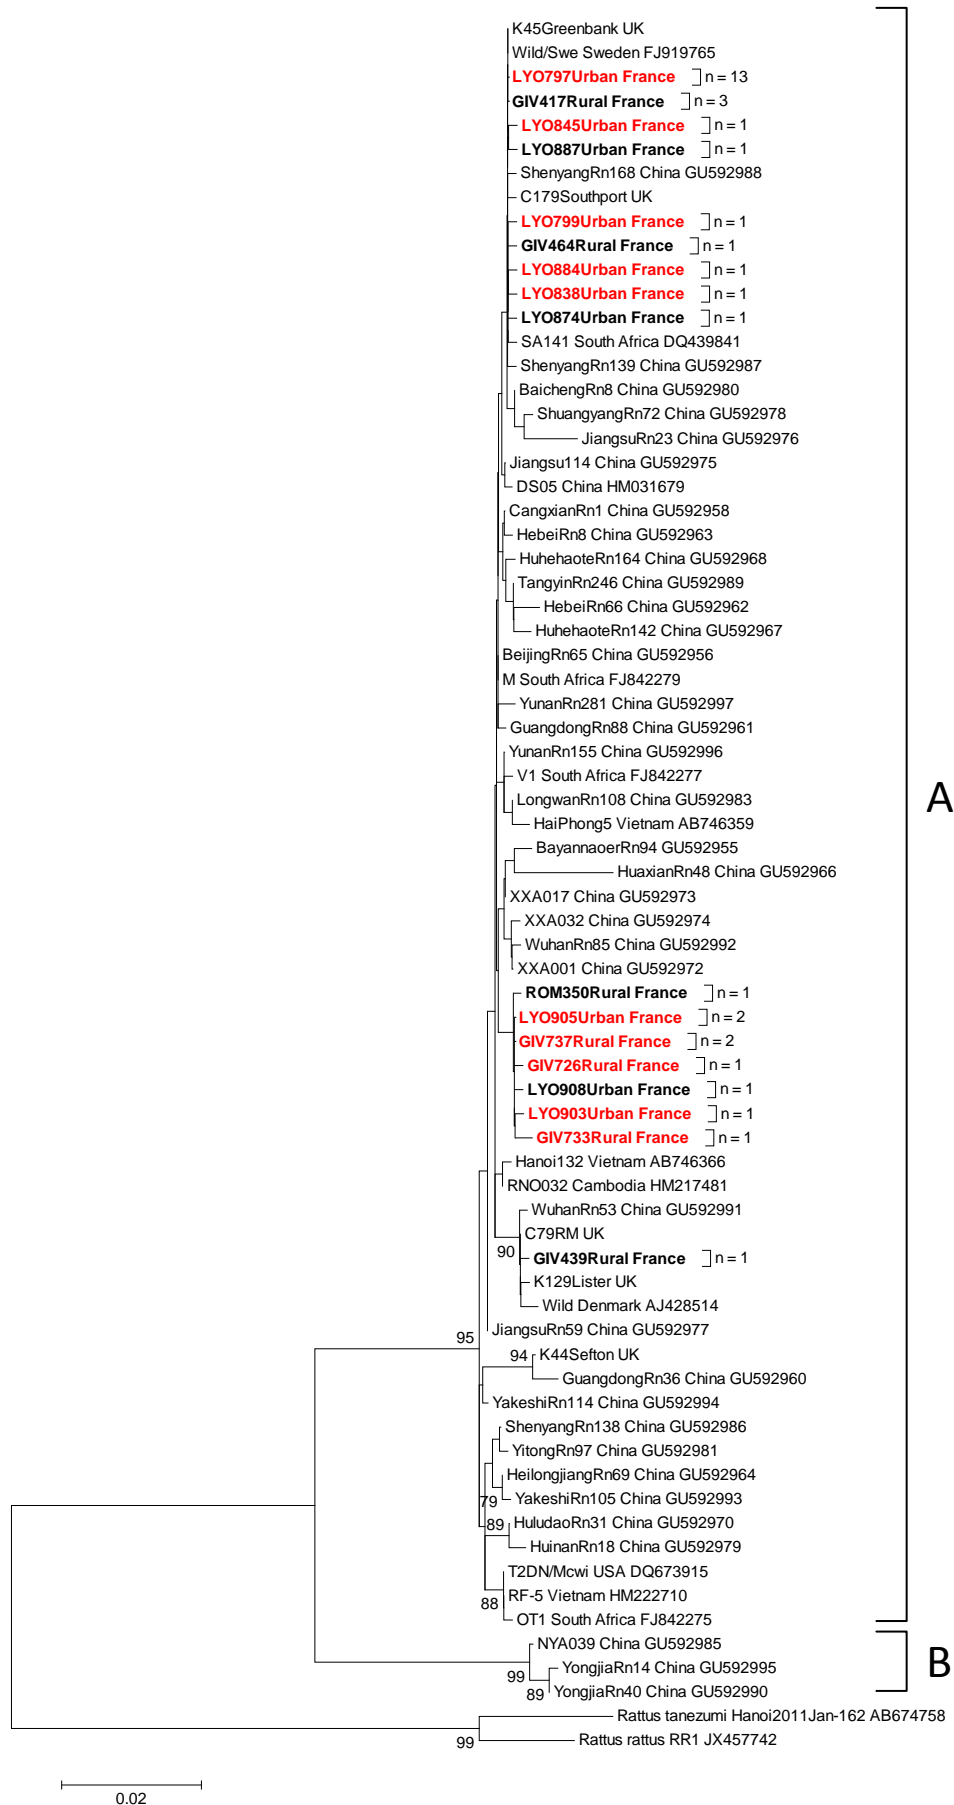 K45Greenbank UK
Wild/Swe Sweden FJ919765
LYO797Urban France n = 13
GIV417Rural France n = 3
LYO845Urban France n = 1
LYO887Urban France n = 1
ShenyangRn168 China GU592988
C179Southport UK
LYO799Urban France n = 1
GIV464Rural France n = 1
LYO884Urban France n = 1
LYO838Urban France n = 1
LYO874Urban France n = 1
SA141 South Africa DQ439841
ShenyangRn139 China GU592987
BaichengRn8 China GU592980
ShuangyangRn72 China GU592978
JiangsuRn23 China GU592976
Jiangsu114 China GU592975
DS05 China HM031679
CangxianRn1 China GU592958
HebeiRn8 China GU592963
HuhehaoteRn164 China GU592968
TangyinRn246 China GU592989
HebeiRn66 China GU592962
HuhehaoteRn142 China GU592967
BeijingRn65 China GU592956
M South Africa FJ842279
YunanRn281 China GU592997
GuangdongRn88 China GU592961
YunanRn155 China GU592996
V1 South Africa FJ842277
A
LongwanRn108 China GU592983
HaiPhong5 Vietnam AB746359
BayannaoerRn94 GU592955
HuaxianRn48 China GU592966
XXA017 China GU592973
XXA032 China GU592974
WuhanRn85 China GU592992
XXA001 China GU592972
ROM350Rural France n = 1
LYO905Urban France n = 2
GIV737Rural France n = 2
GIV726Rural France n = 1
LYO908Urban France n = 1
LYO903Urban France n = 1
GIV733Rural France n = 1
Hanoi132 Vietnam AB746366
RNO032 Cambodia HM217481
WuhanRn53 China GU592991
C79RM UK
90
GIV439Rural France n = 1
K129Lister UK
Wild Denmark AJ428514
JiangsuRn59 China GU592977
95
94
K44Sefton UK
GuangdongRn36 China GU592960
YakeshiRn114 China GU592994
ShenyangRn138 China GU592986
YitongRn97 China GU592981
HeilongjiangRn69 China GU592964
79
YakeshiRn105 China GU592993
89
HuludaoRn31 China GU592970
HuinanRn18 China GU592979
T2DN/Mcwi USA DQ673915
RF-5 Vietnam HM222710
88
OT1 South Africa FJ842275
NYA039 China GU592985
B
99
YongjiaRn14 China GU592995
89
YongjiaRn40 China GU592990
Rattus tanezumi Hanoi2011Jan-162 AB674758
99
Rattus rattus RR1 JX457742
0.02